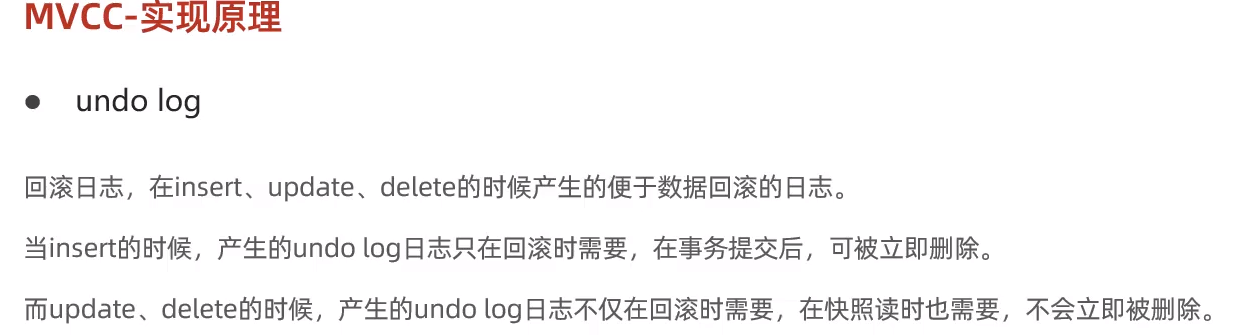 MVCC-实现原理
● undo log
回滚日志，在insert、update、delete的时候产生的便于数据回滚的日志。
当insert的时候，产生的undo log日志只在回滚时需要，在事务提交后，可被立即删除。
而update、delete的时候，产生的undo log日志不仅在回滚时需要，在快照读时也需要，不会立即被删除。